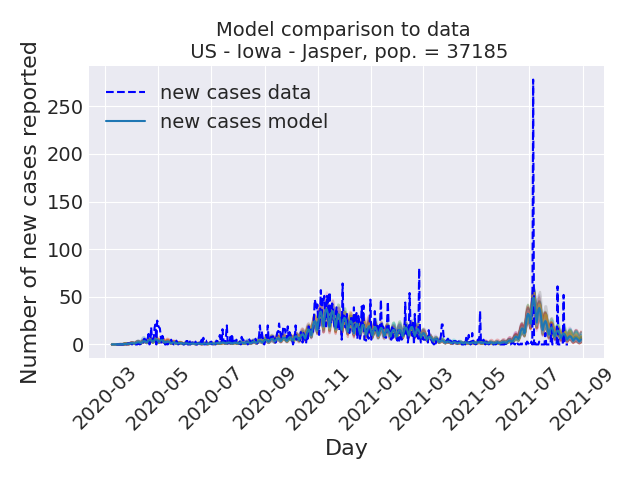 Model comparison to data
US - Iowa - Jasper, pop. = 37185
Number of new cases reported
new cases data
new cases model
250
200
150
100
50
0
2020-03
2020-05
2020-07
2020-09
2020-11
2021-01
2021-03
2021-05
2021-07
2021-09
Day